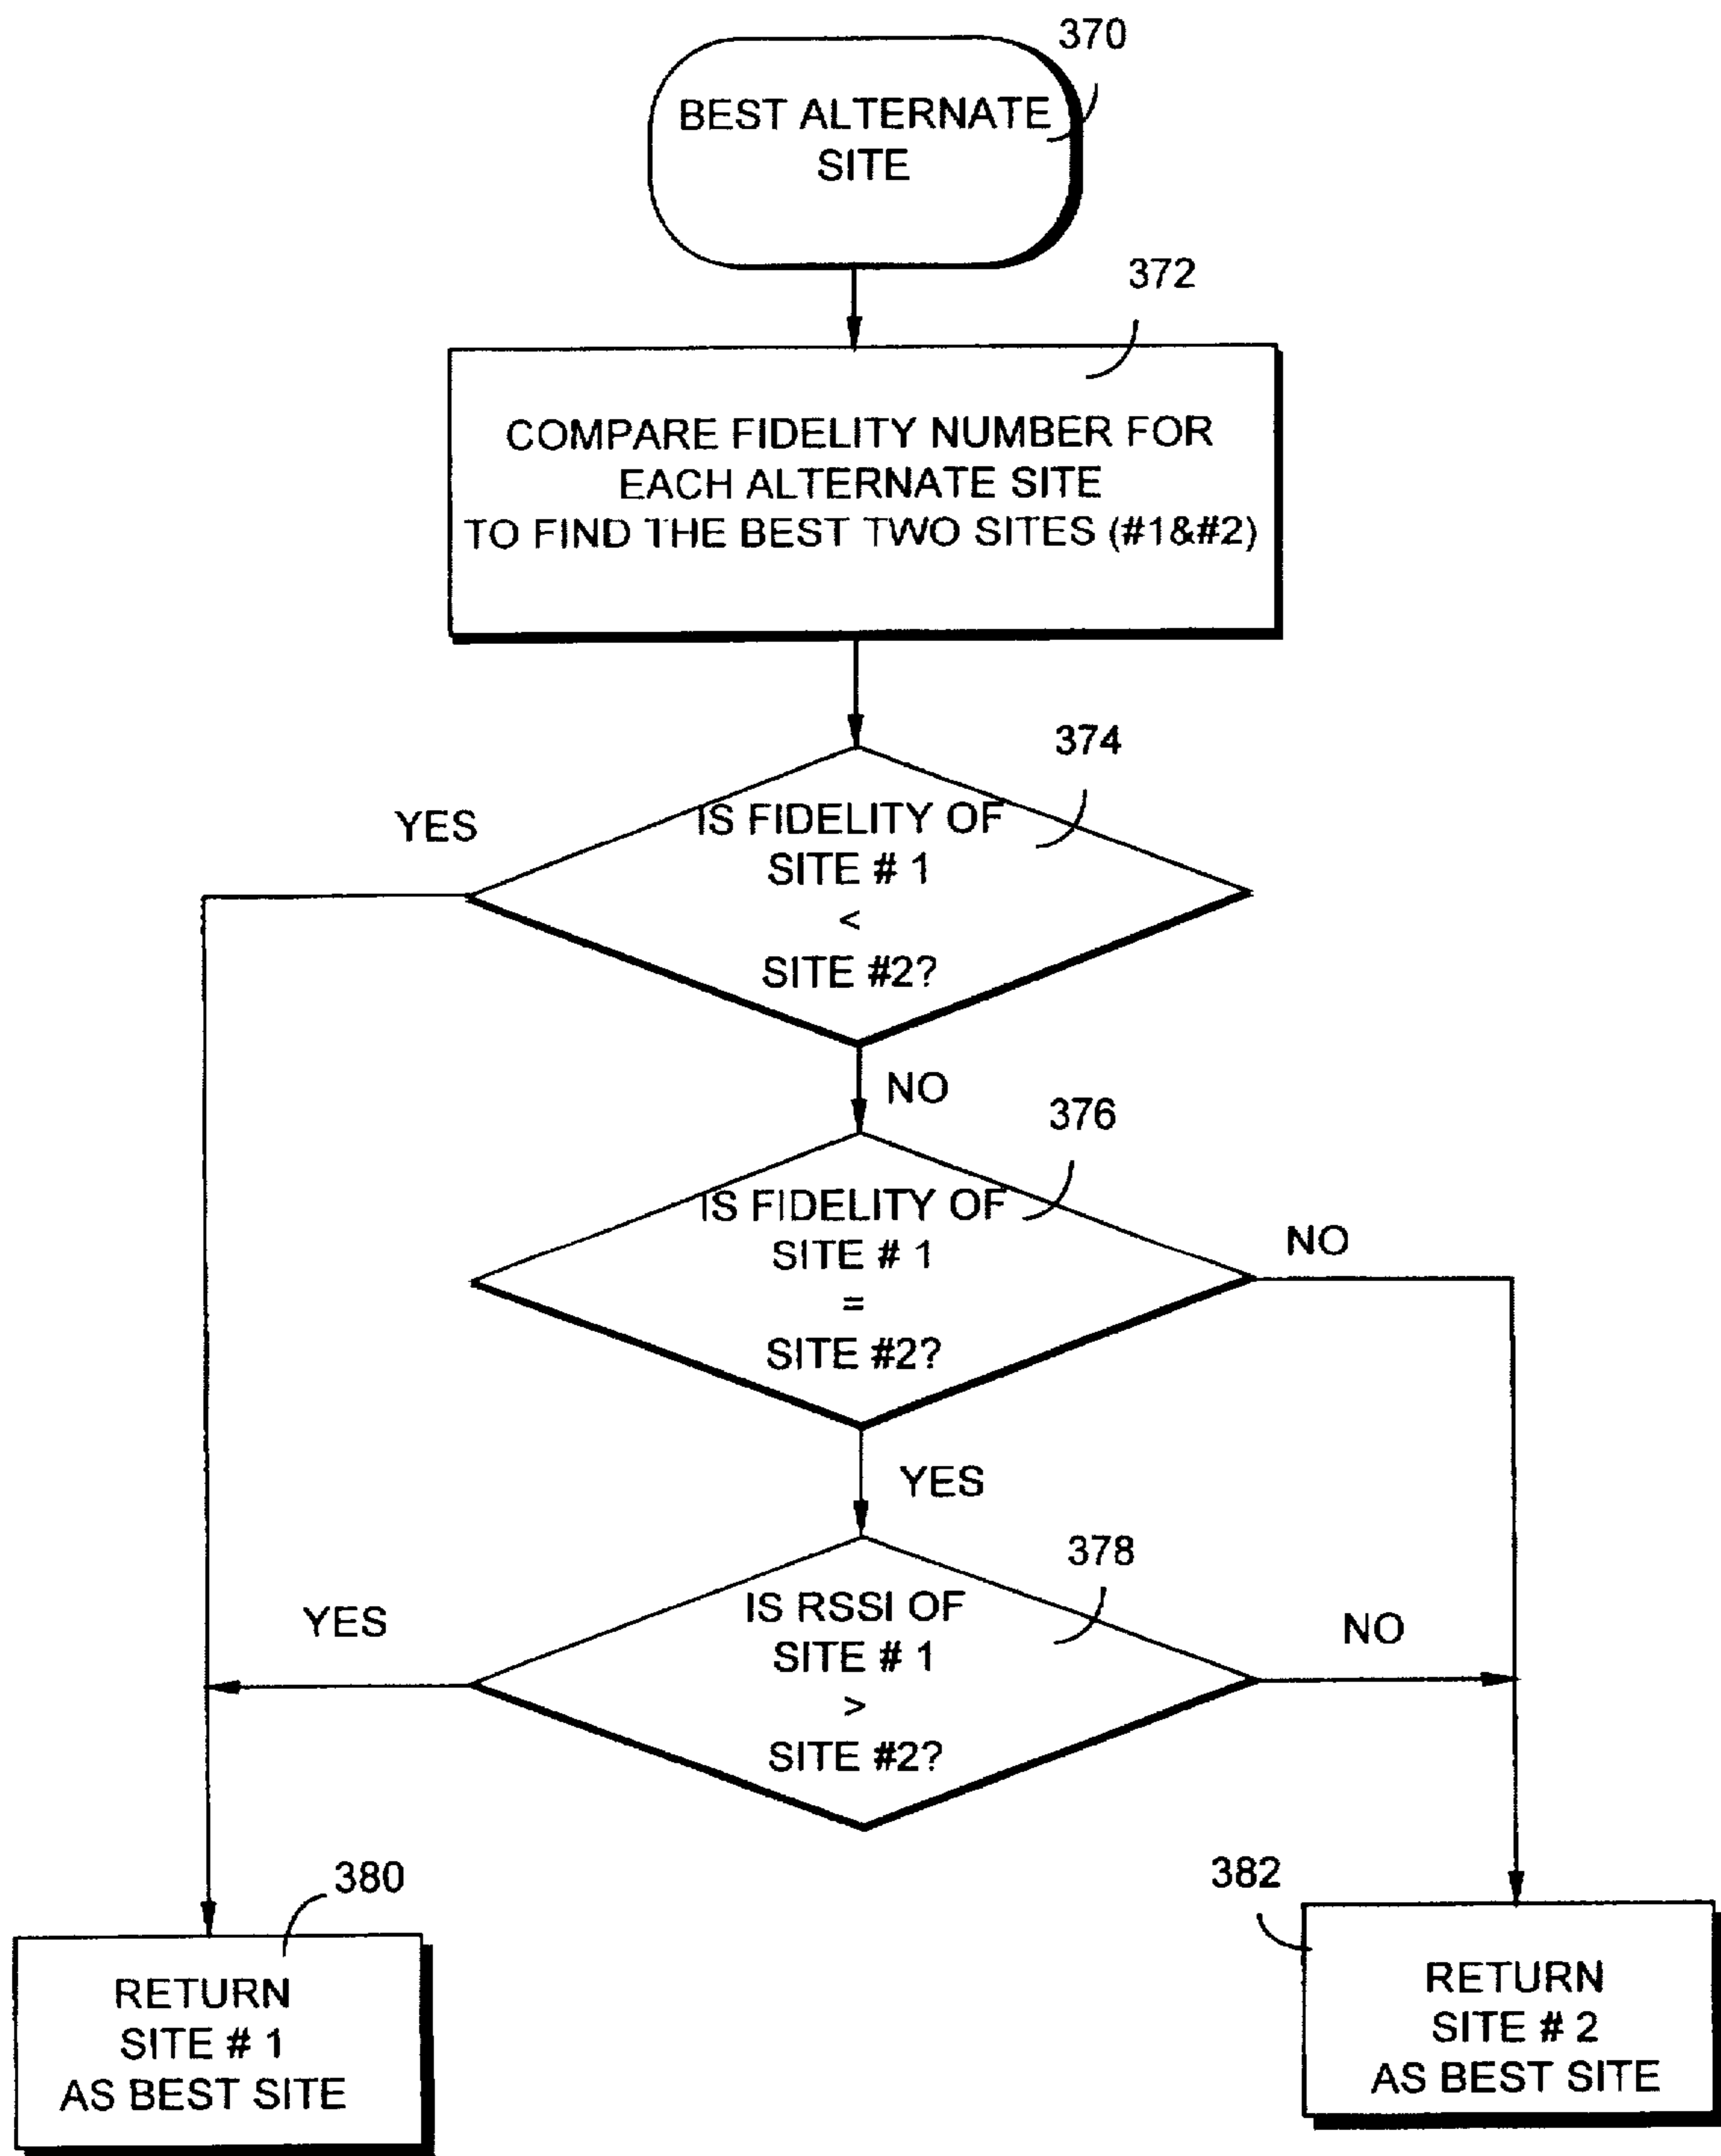 370
BEST ALTERNATE
SITE
372
COMPARE FIDELITY NUMBER FOR
EACH ALTERNATE SITE
TO FIND THE BEST TWO SITES (#1&#2)
374
YES
IS FIDELITY OF
SITE # 1
<
SITE #2?
NO
376
IS FIDELITY OF
SITE # 1
=
SITE #2?
NO
YES
378
IS RSSI OF
SITE # 1
>
SITE #2?
YES
NO
380
RETURN
SITE # 1
AS BEST SITE
382
RETURN
SITE # 2
AS BEST SITE